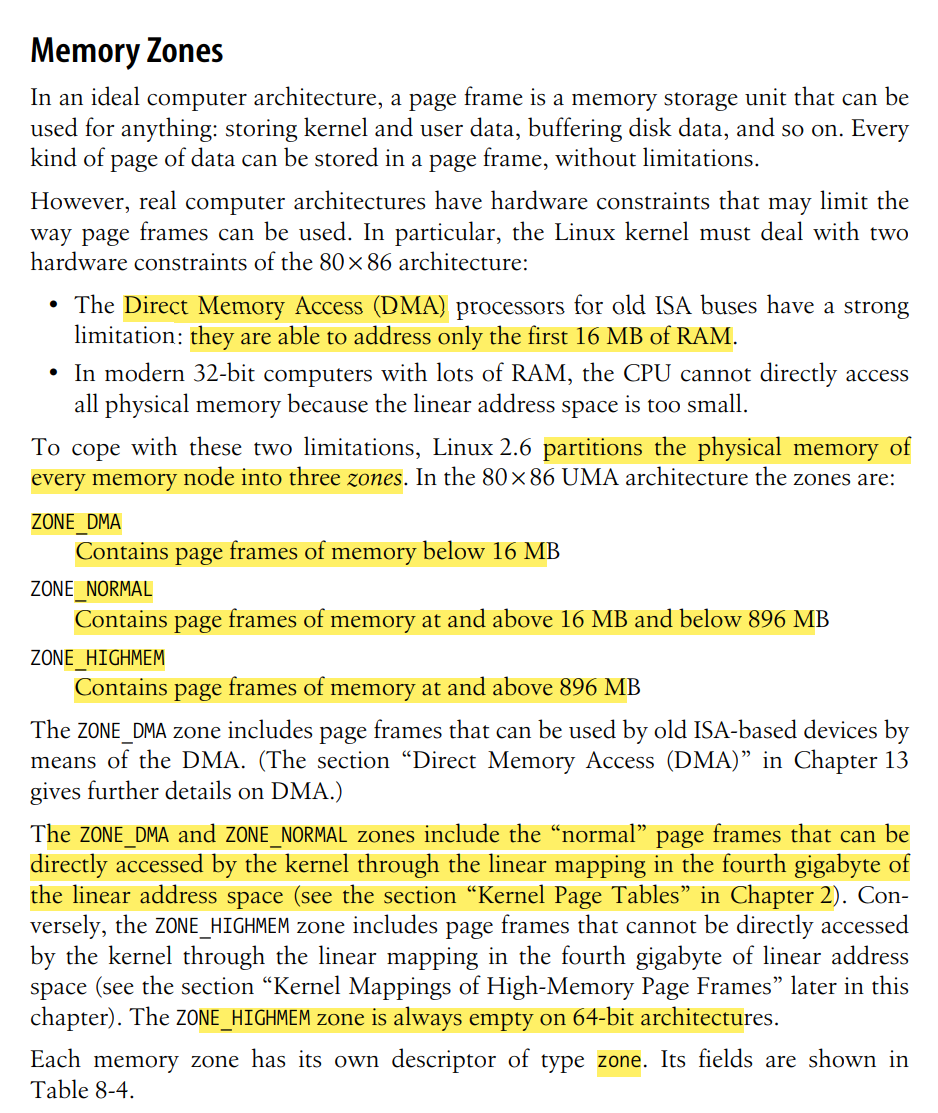 Memory Zones
In an ideal computer architecture, a page frame is a memory storage unit that can be
used for anything: storing kernel and user data, buffering disk data, and so on. Every
kind of page of data can be stored in a page frame, without limitations.
However, real computer architectures have hardware constraints that may limit the
way page frames can be used. In particular, the Linux kernel must deal with two
hardware constraints of the 80×86 architecture:
• The Direct Memory Access (DMA) processors for old ISA buses have a strong
limitation: they are able to address only the first 16 MB of RAM.
• In modern 32-bit computers with lots of RAM, the CPU cannot directly access
all physical memory because the linear address space is too small.
To cope with these two limitations, Linux 2.6 partitions the physical memory of
every memory node into three zones. In the 80×86 UMA architecture the zones are:
ZONE_DMA
Contains page frames of memory below 16 MB
ZONE_NORMAL
Contains page frames of memory at and above 16 MB and below 896 MB
ZONE_HIGHMEM
Contains page frames of memory at and above 896 MB
The ZONE_DMA zone includes page frames that can be used by old ISA-based devices by
means of the DMA. (The section “Direct Memory Access (DMA)” in Chapter 13
gives further details on DMA.)
The ZONE_DMA and ZONE_NORMAL zones include the “normal” page frames that can be
directly accessed by the kernel through the linear mapping in the fourth gigabyte of
the linear address space (see the section “Kernel Page Tables” in Chapter 2). Con-
versely, the ZONE_HIGHMEM zone includes page frames that cannot be directly accessed
by the kernel through the linear mapping in the fourth gigabyte of linear address
space (see the section “Kernel Mappings of High-Memory Page Frames” later in this
chapter). The ZONE_HIGHMEM zone is always empty on 64-bit architectures.
Each memory zone has its own descriptor of type zone. Its fields are shown in
Table 8-4.